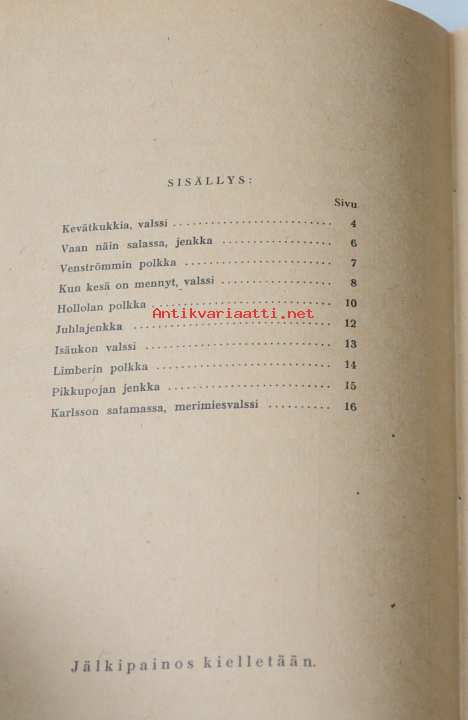 SISÄLLYS:
Sivu
Kevätkukkia, valssi 4
Vaan näin salassa, jenkka 6
Venströmmin polkka 7
Kun kesä on mennyt, valssi 8
Hollolan polkka 10
Antikvariaatti.net
Juhlajenkka 12
Isänkon valssi 13
Limberin polkka 14
Pikkupojan jenkka 15
Karlsson satamassa, merimiesvalssi 16
Jälkipainos kielletään.